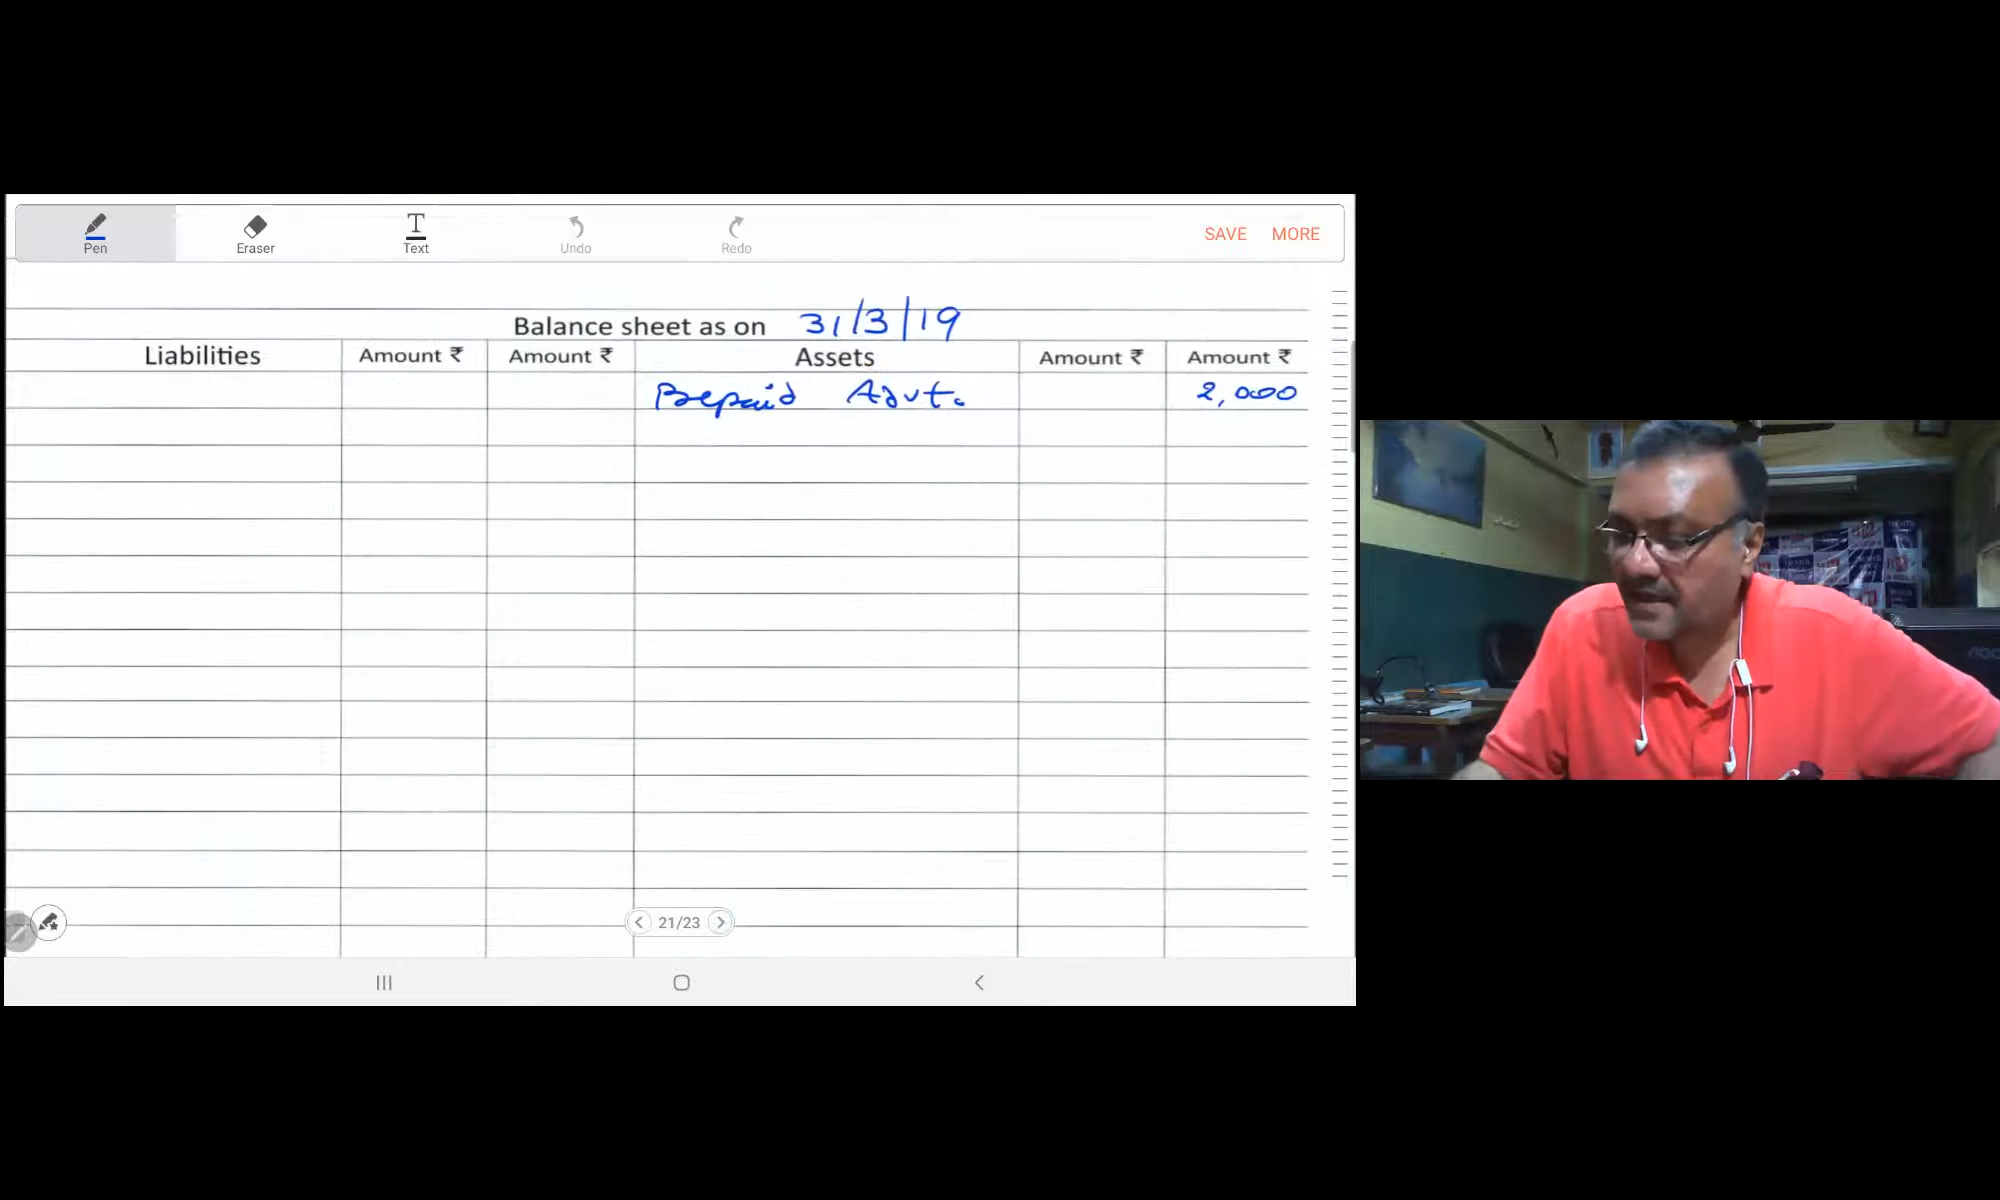 Pen Eraser Text Undo Redo SAVE MORE
Balance sheet as on 31/3/19
Liabilities Amount ₹ Amount ₹ Assets Amount ₹ Amount ₹
Prepaid Advt. 2,000
21/23